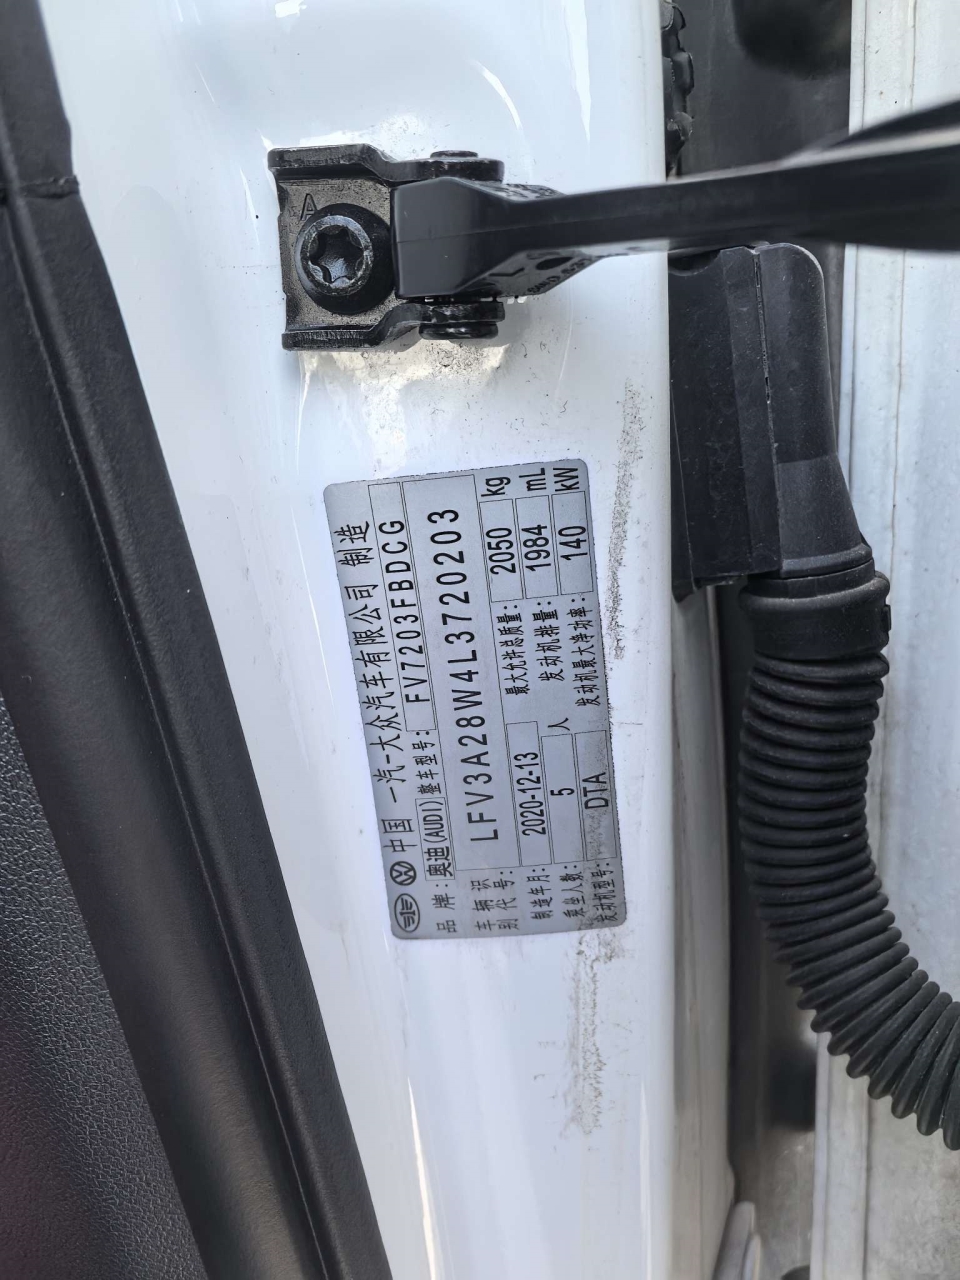 A
中国 一汽-大众汽车有限公司 制造
品 牌: 奥迪(AUDI) 整车型号: FV7203FBDCG
车辆识别代号: LFV3A28W4L3720203
制造年月: 2020-12-13 最大允许总质量: 2050 kg
乘坐人数: 5 人 发动机排量: 1984 mL
发动机型号: DTA 发动机最大净功率: 140 kW